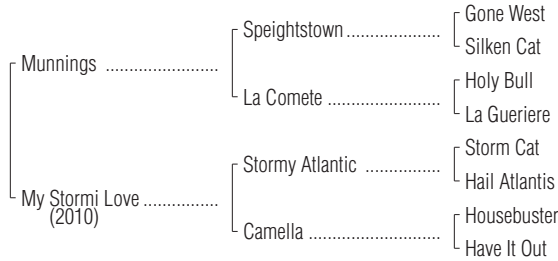 Gone West
Speightstown
Silken Cat
Munnings
Holy Bull
La Comete
La Gueriere
Storm Cat
Stormy Atlantic
Hail Atlantis
My Stormi Love
(2010)
Housebuster
Camella
Have It Out